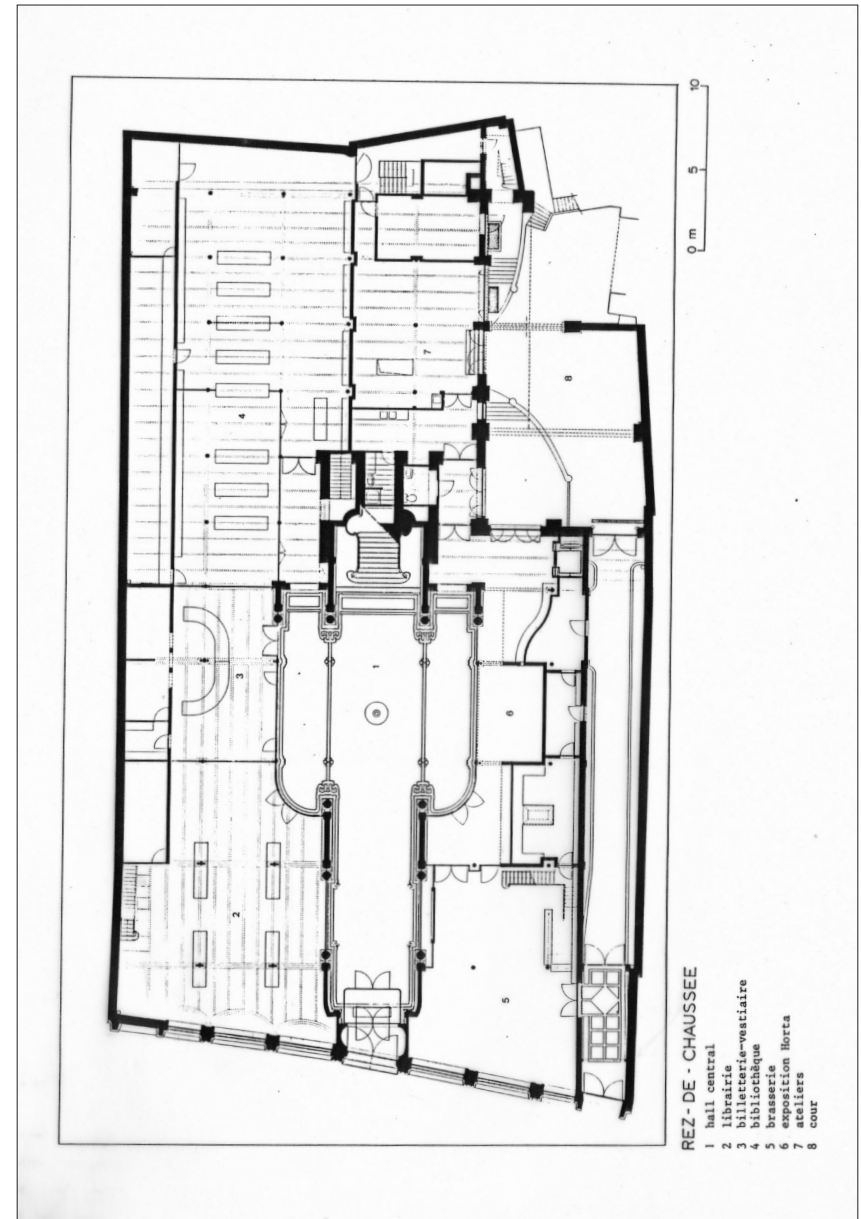 REZ-DE-CHAUSSEE
1 hall central
2 librairie
3 billetterie-vestiaire
4 bibliothèque
5 brasserie
6 exposition Horta
7 ateliers
8 cour
0 m 5 10
4
7
8
3
1
6
2
5